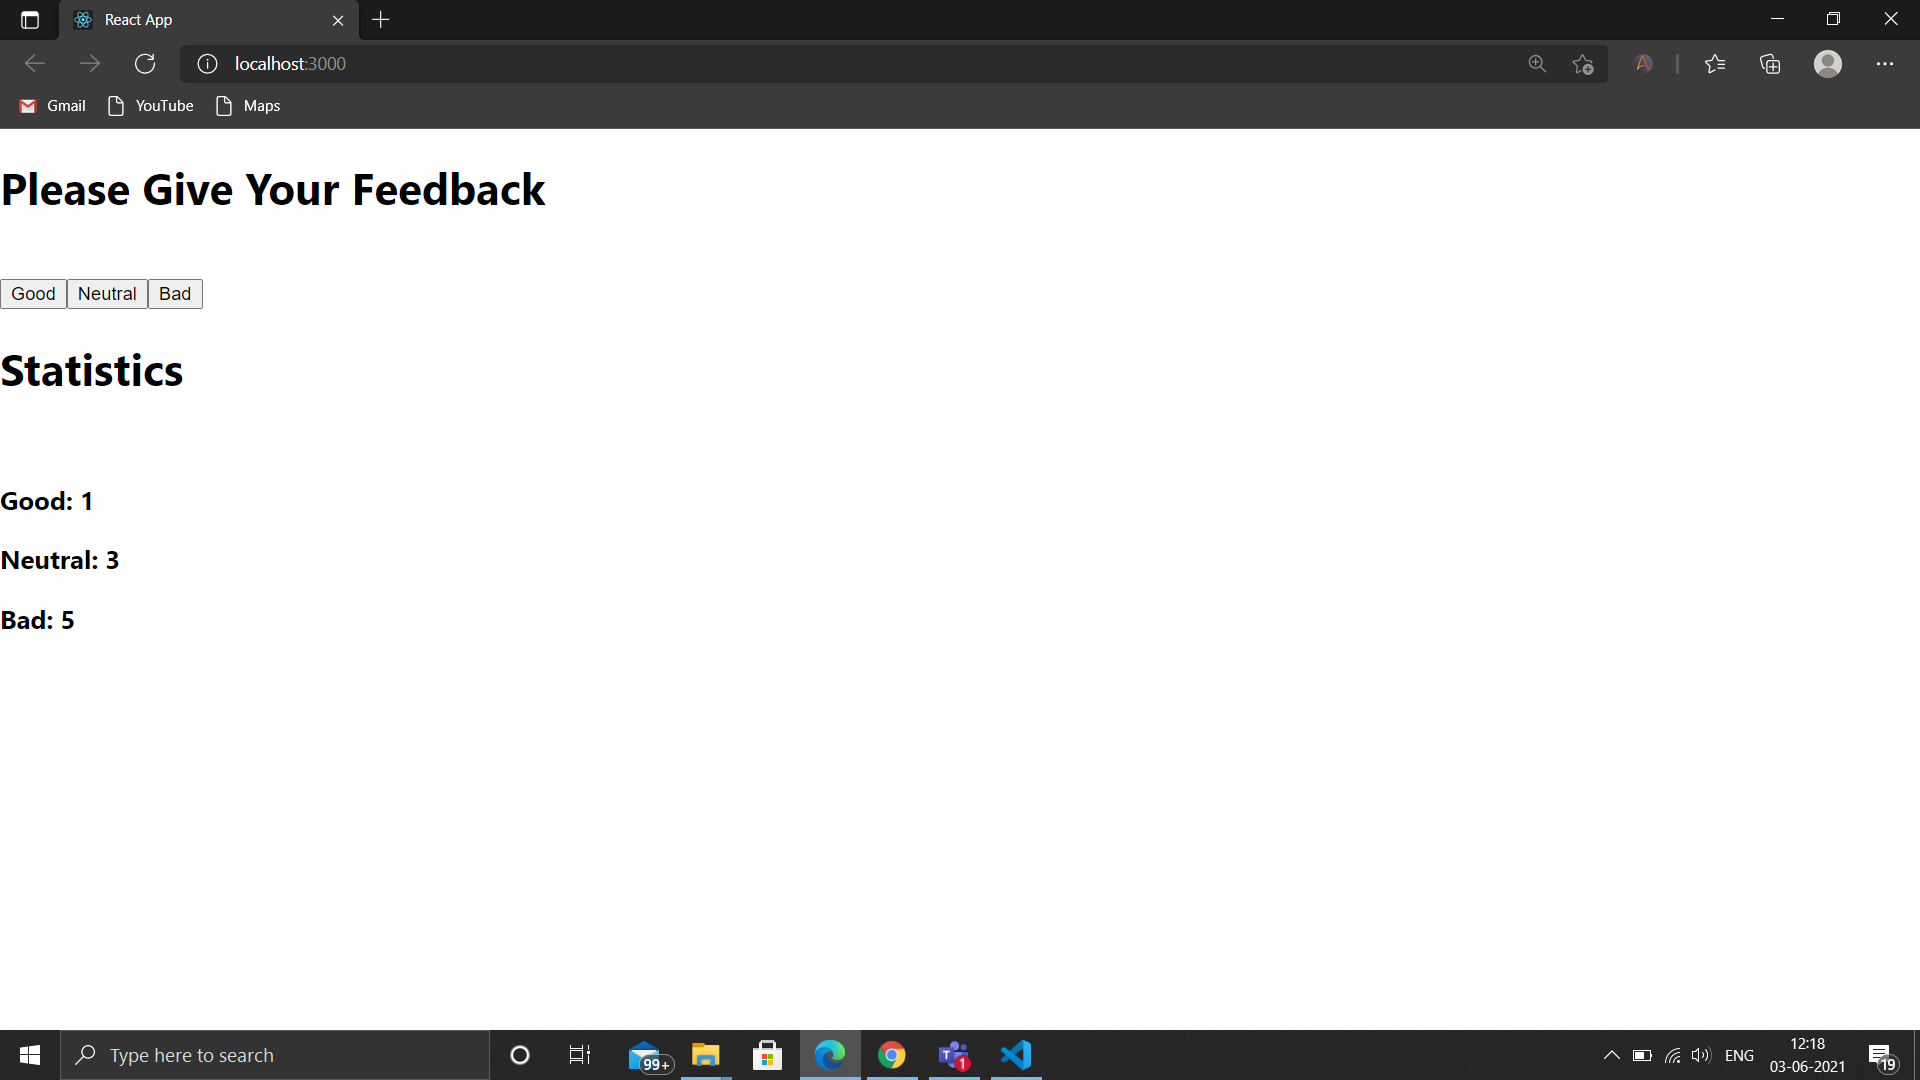 React App
localhost:3000
Gmail YouTube Maps
Please Give Your Feedback
Good Neutral Bad
Statistics
Good: 1
Neutral: 3
Bad: 5
Type here to search
99+
T 1
ENG
12:18
03-06-2021
19